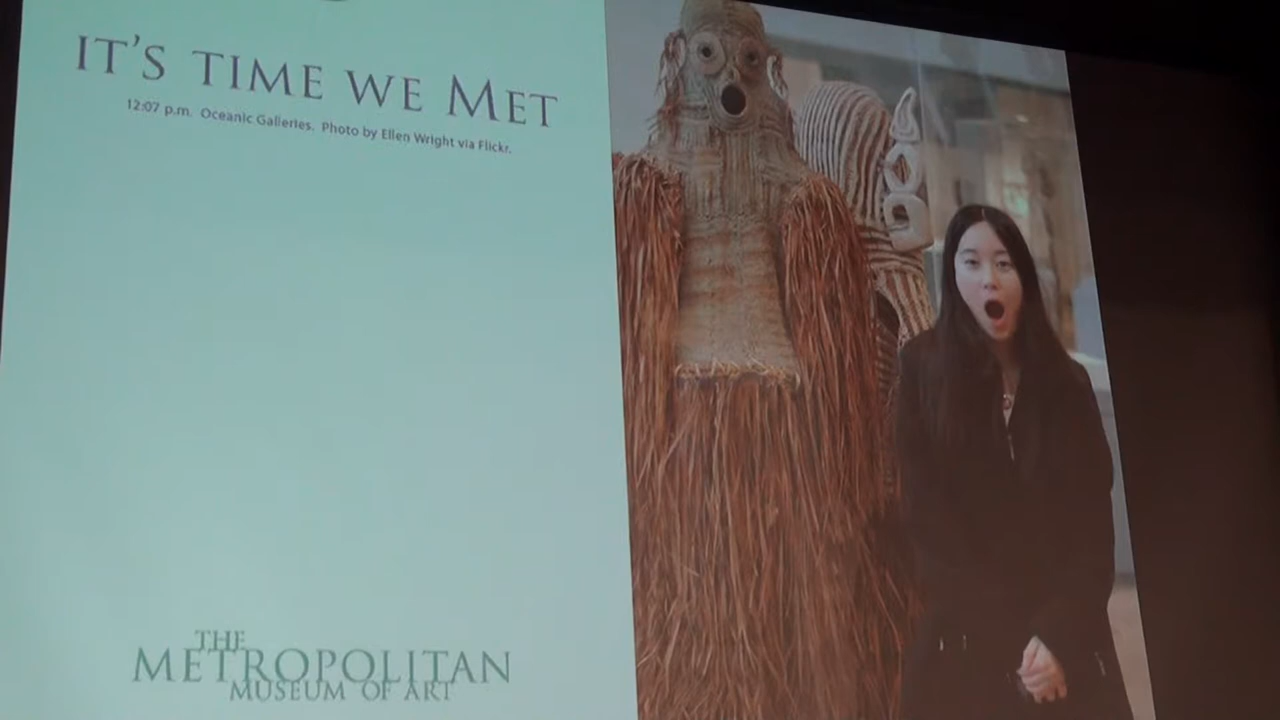 IT'S TIME WE MET
12:07 p.m. Oceanic Galleries. Photo by Ellen Wright via Flickr.
THE
METROPOLITAN
MUSEUM OF ART